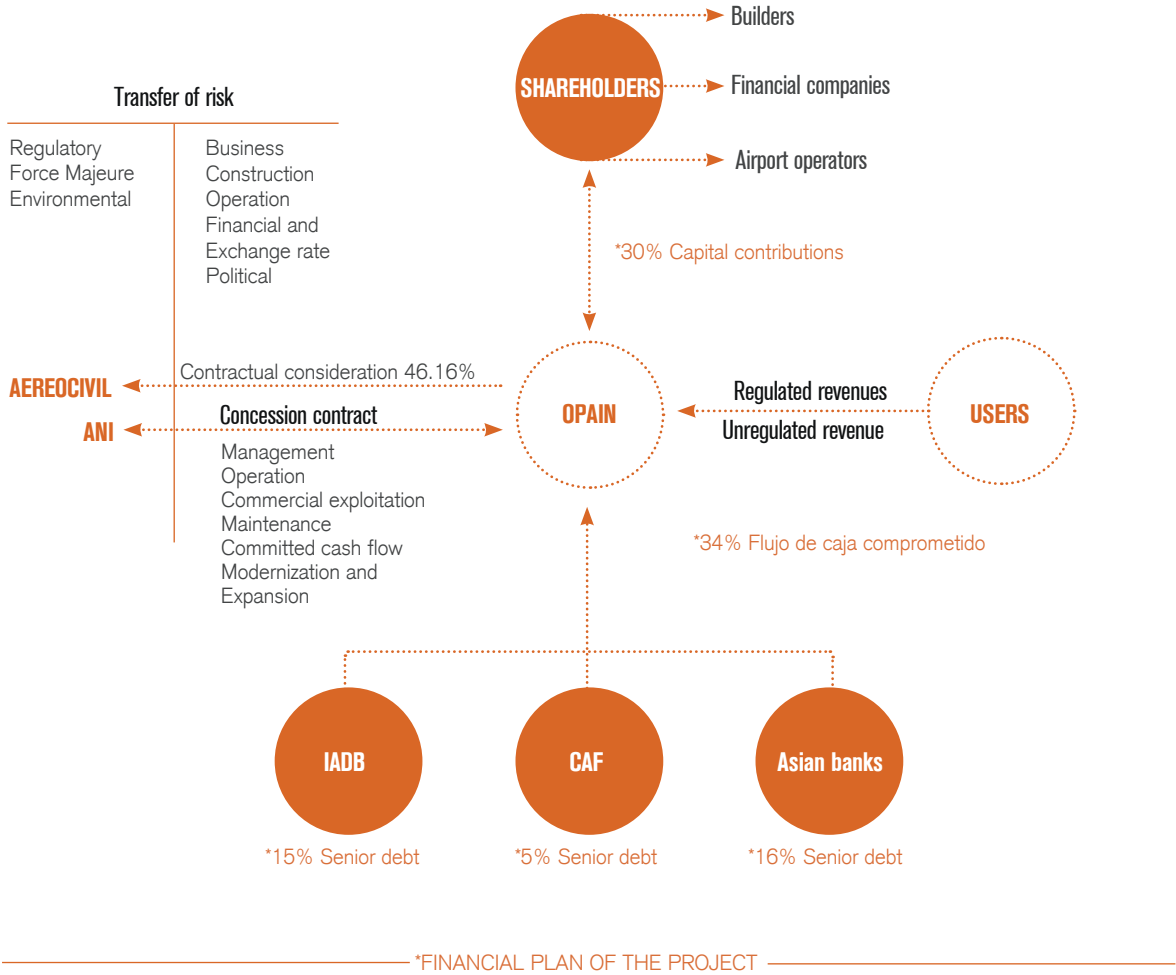 Builders
SHAREHOLDERS
Financial companies
Airport operators
Transfer of risk
Regulatory
Force Majeure
Environmental
Business
Construction
Operation
Financial and
Exchange rate
Political
*30% Capital contributions
AEREOCIVIL
Contractual consideration 46.16%
ANI
Concession contract
Management
Operation
Commercial exploitation
Maintenance
Committed cash flow
Modernization and
Expansion
OPAIN
Regulated revenues
Unregulated revenue
USERS
*34% Flujo de caja comprometido
IADB
CAF
Asian banks
*15% Senior debt
*5% Senior debt
*16% Senior debt
*FINANCIAL PLAN OF THE PROJECT